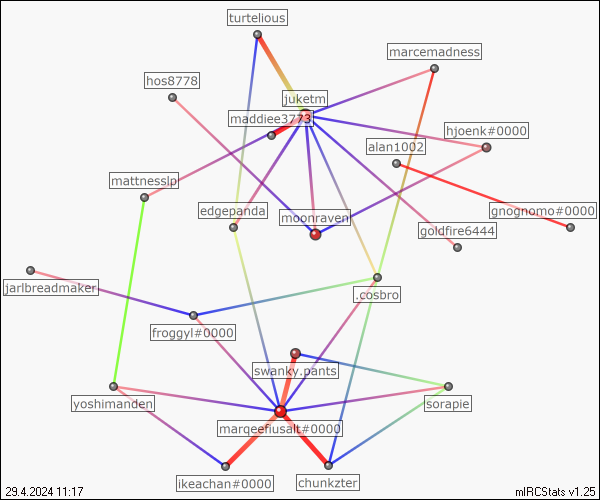 turtelious
marcemadness
hos8778
juketm
maddiee3773
hjoenk#0000
alan1002
mattnesslp
edgepanda
moonraven
gnognomo#0000
goldfire6444
jarlbreadmaker
.cosbro
froggyl#0000
swanky.pants
yoshimanden
sorapie
marqeefiusalt#0000
ikeachan#0000
chunkzter
29.4.2024 11:17
mIRCStats v1.25